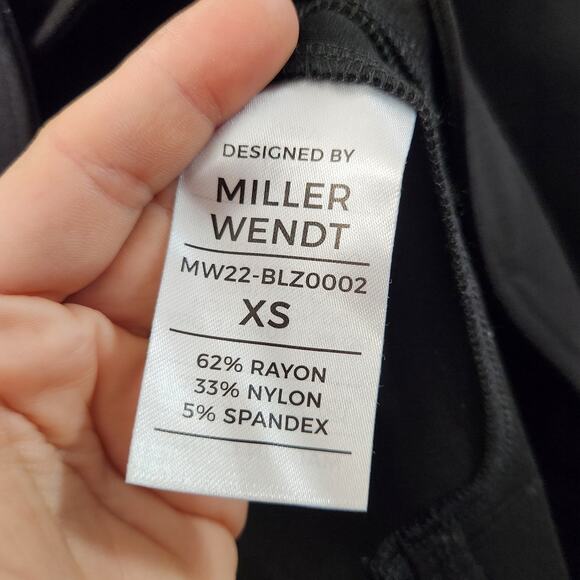 DESIGNED BY
MILLER
WENDT
MW22-BLZ0002
XS
62% RAYON
33% NYLON
5% SPANDEX